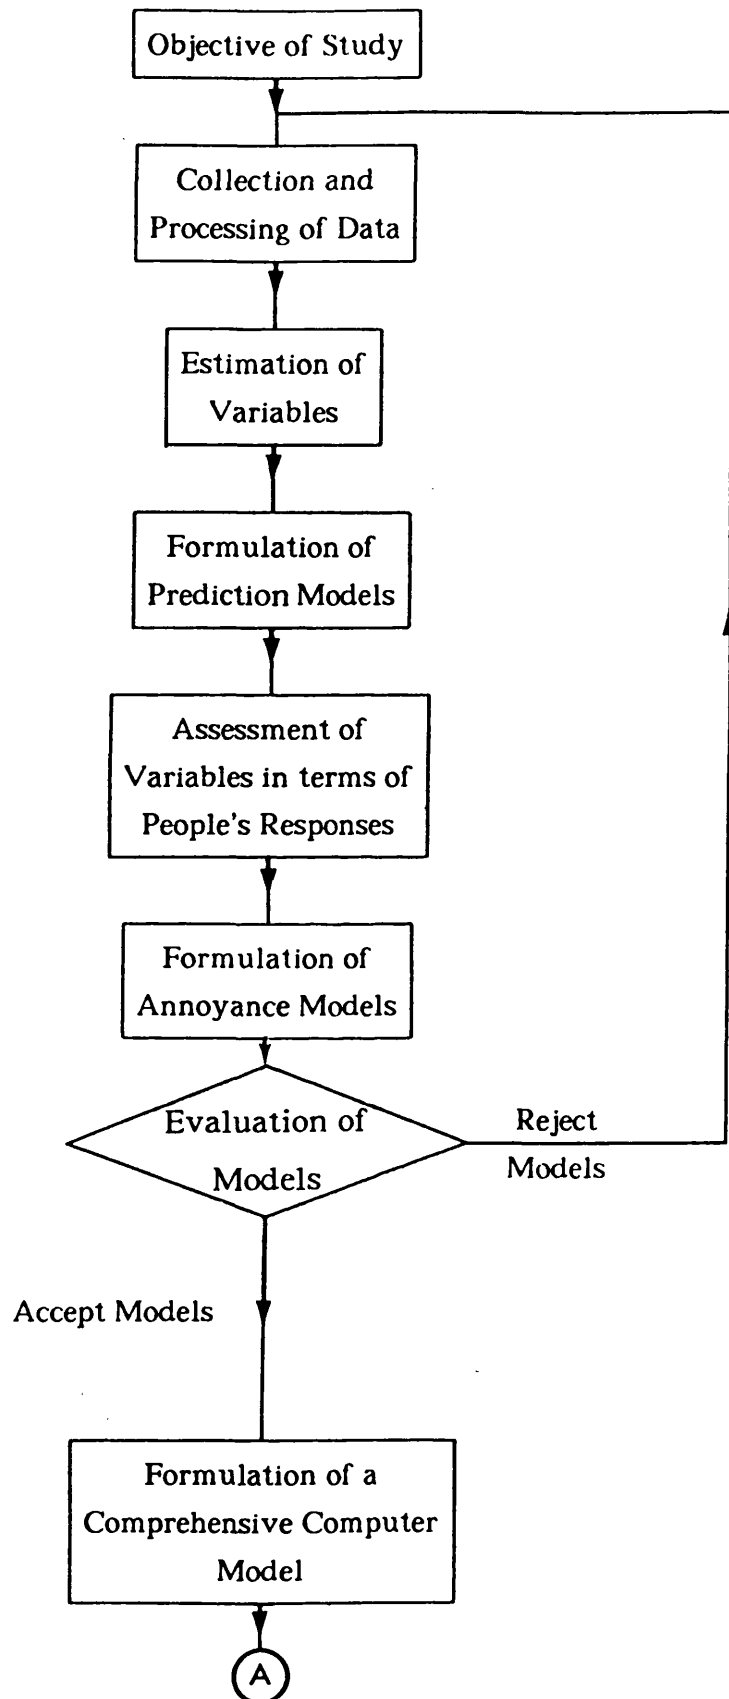 Objective of Study
Collection and
Processing of Data
Estimation of
Variables
Formulation of
Prediction Models
Assessment of
Variables in terms of
People's Responses
Formulation of
Annoyance Models
Evaluation of
Models
Reject
Models
Accept Models
Formulation of a
Comprehensive Computer
Model
A